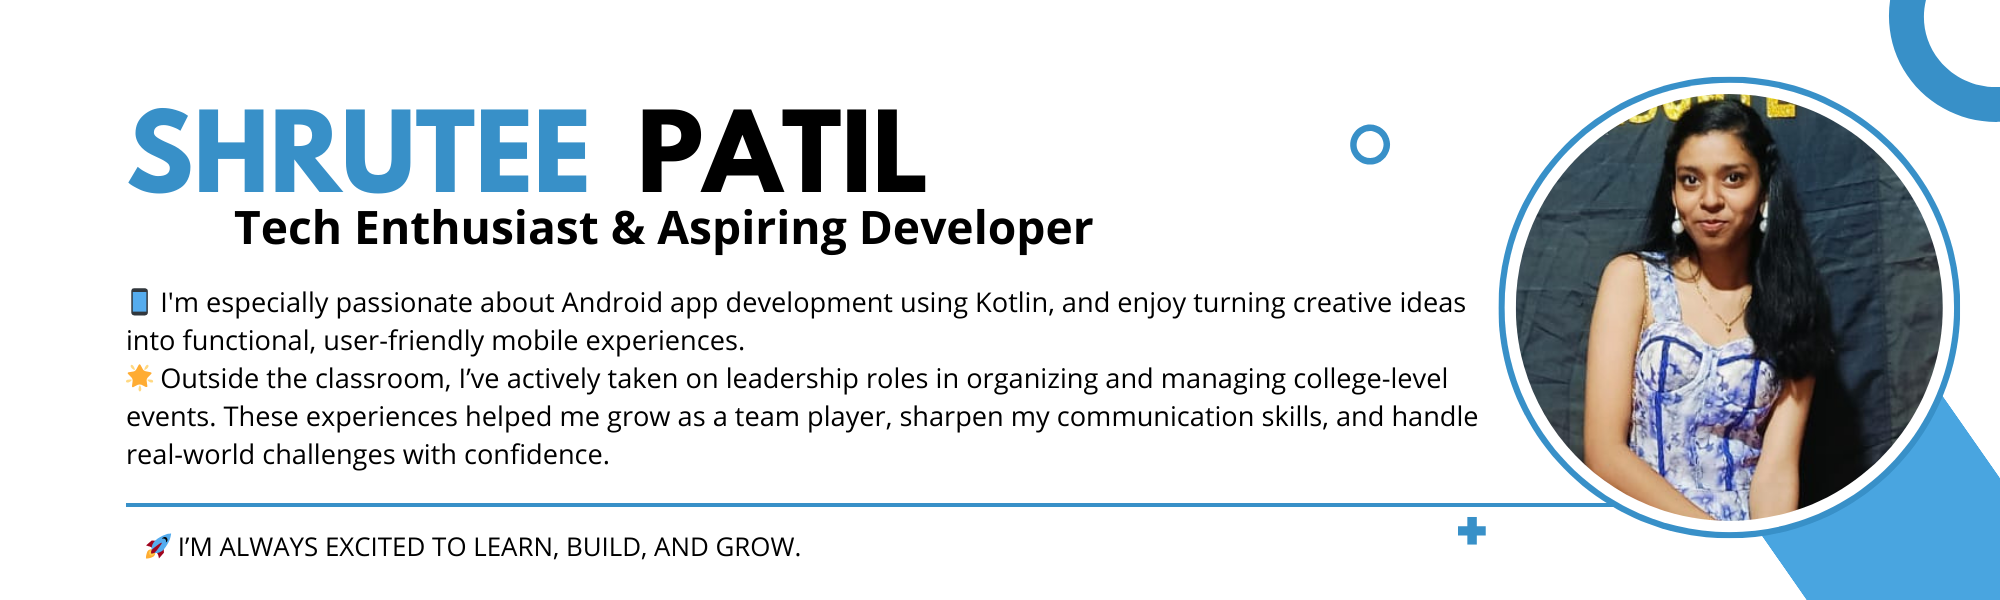 SHRUTEE PATIL
Tech Enthusiast & Aspiring Developer
📱 I'm especially passionate about Android app development using Kotlin, and enjoy turning creative ideas
into functional, user-friendly mobile experiences.
🌟 Outside the classroom, I’ve actively taken on leadership roles in organizing and managing college-level
events. These experiences helped me grow as a team player, sharpen my communication skills, and handle
real-world challenges with confidence.
🚀 I’M ALWAYS EXCITED TO LEARN, BUILD, AND GROW.